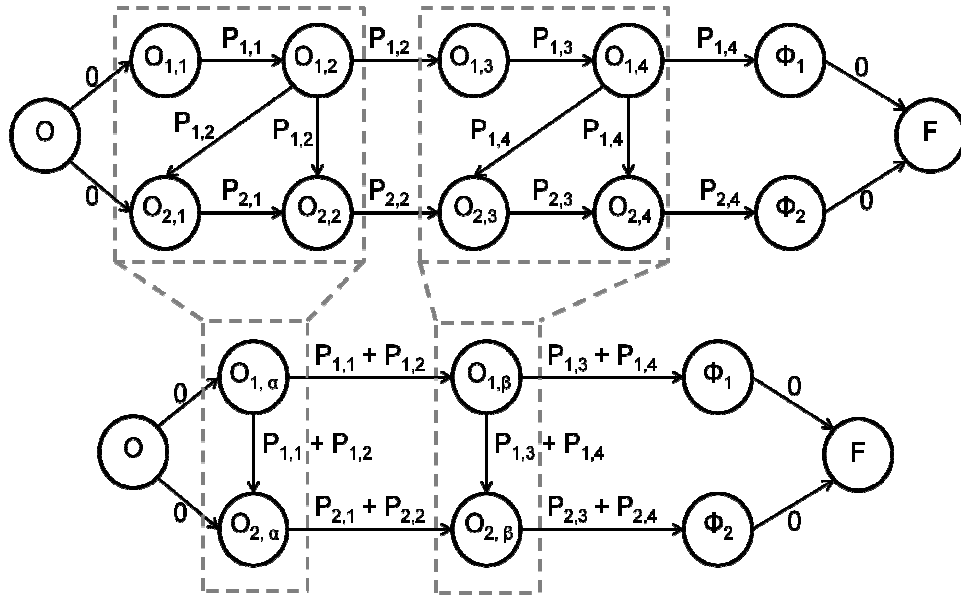 P₁,₁ P₁,₂ P₁,₃ P₁,₄
O₁,₁ O₁,₂ O₁,₃ O₁,₄ Φ₁
0 0
P₁,₂ P₁,₂ P₁,₄ P₁,₄
O F
0 P₂,₁ P₂,₂ P₂,₃ P₂,₄ 0
O₂,₁ O₂,₂ O₂,₃ O₂,₄ Φ₂
P₁,₁ + P₁,₂ P₁,₃ + P₁,₄
O₁, α O₁,β Φ₁
0 0
O P₁,₁ + P₁,₂ P₁,₃ + P₁,₄ F
0 P₂,₁ + P₂,₂ P₂,₃ + P₂,₄ 0
O₂, α O₂, β Φ₂